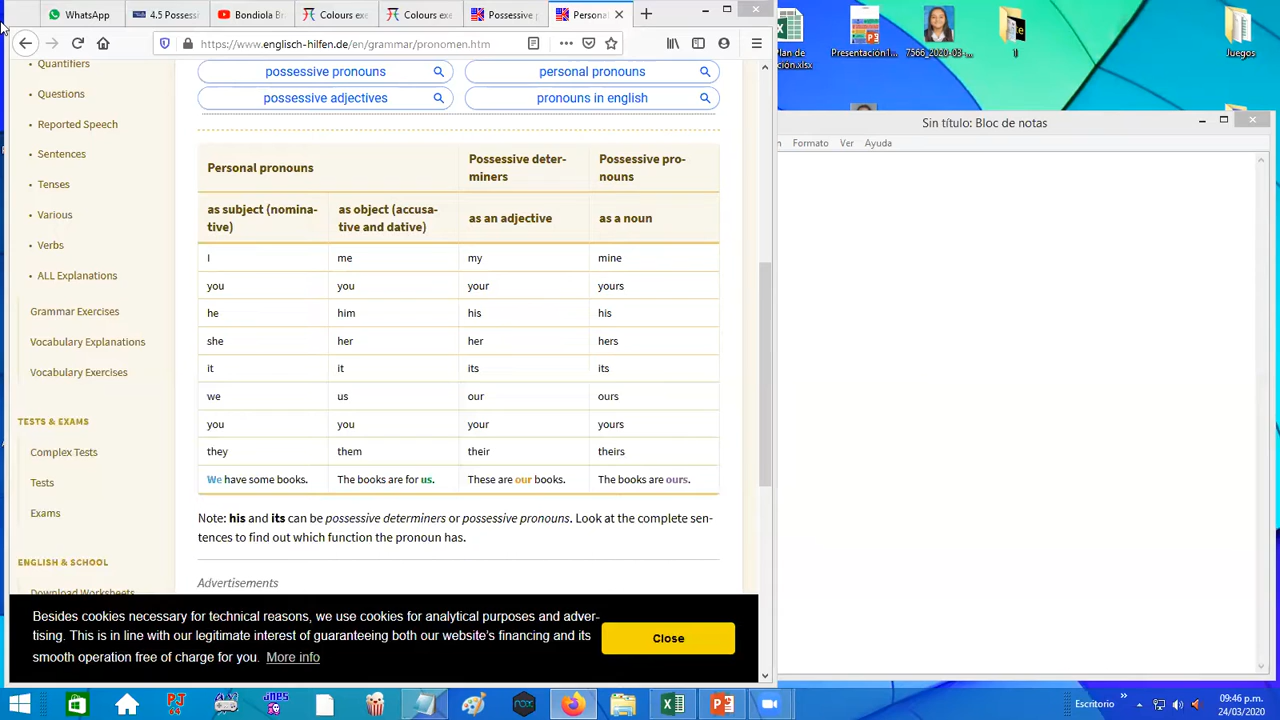 WhatsApp
4.5 Possess
Bondiola Br
Colours exe
Colours exe
Possessive p
Personal
https://www.englisch-hilfen.de/en/grammar/pronomen.htm
Quantifiers
Questions
Reported Speech
Sentences
Tenses
Various
Verbs
ALL Explanations
Grammar Exercises
Vocabulary Explanations
Vocabulary Exercises
TESTS & EXAMS
Complex Tests
Tests
Exams
ENGLISH & SCHOOL
Download Worksheets
possessive pronouns
personal pronouns
possessive adjectives
pronouns in english
Personal pronouns
Possessive deter-
miners
Possessive pro-
nouns
as subject (nomina-
tive)
as object (accusa-
tive and dative)
as an adjective
as a noun
I me my mine
you you your yours
he him his his
she her her hers
it it its its
we us our ours
you you your yours
they them their theirs
We have some books. The books are for us. These are our books. The books are ours.
Note: his and its can be possessive determiners or possessive pronouns. Look at the complete sen-
tences to find out which function the pronoun has.
Advertisements
Besides cookies necessary for technical reasons, we use cookies for analytical purposes and adver-
tising. This is in line with our legitimate interest of guaranteeing both our website's financing and its
smooth operation free of charge for you. More info
Close
Plan de
ción.xlsx
Presentacion1...
7566_2020-03-...
1
Juegos
Sin título: Bloc de notas
Formato Ver Ayuda
Escritorio
09:46 p.m.
24/03/2020